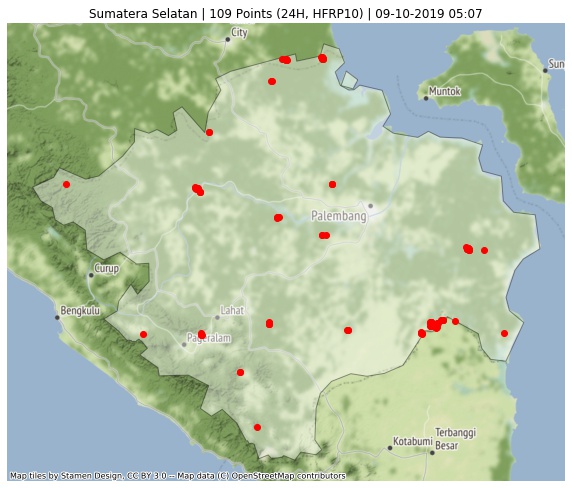 Sumatera Selatan | 109 Points (24H, HFRP10) | 09-10-2019 05:07
City
Sun
Muntok
Palembang
Curup
Bengkulu
Lahat
Pageralam
Kotabumi
Terbanggi
Besar
Map tiles by Stamen Design, CC BY 3.0 -- Map data (C) OpenStreetMap contributors